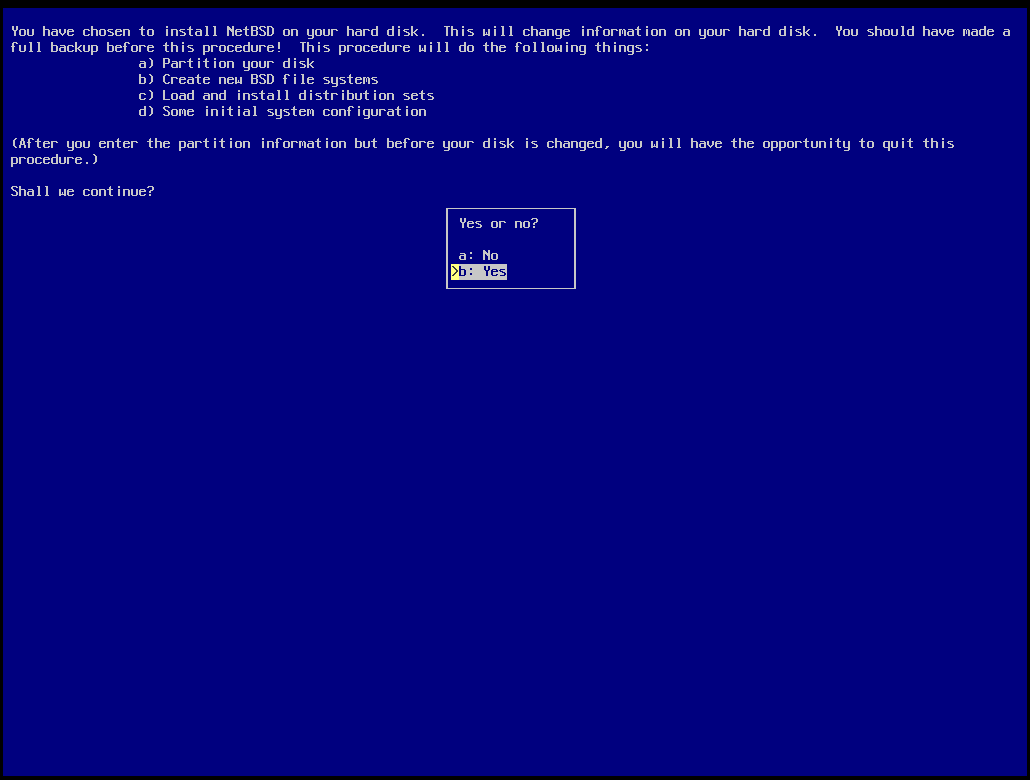 You have chosen to install NetBSD on your hard disk.  This will change information on your hard disk.  You should have made a
full backup before this procedure!  This procedure will do the following things:
a) Partition your disk
b) Create new BSD file systems
c) Load and install distribution sets
d) Some initial system configuration
(After you enter the partition information but before your disk is changed, you will have the opportunity to quit this
procedure.)
Shall we continue?
Yes or no?
a: No
>b: Yes